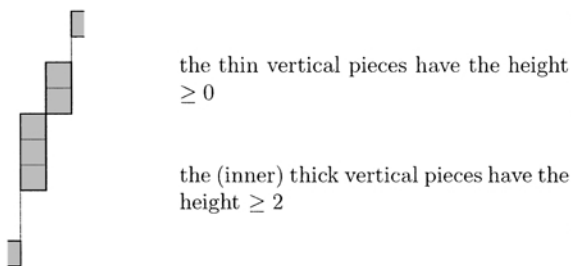 the thin vertical pieces have the height
≥ 0
the (inner) thick vertical pieces have the
height ≥ 2